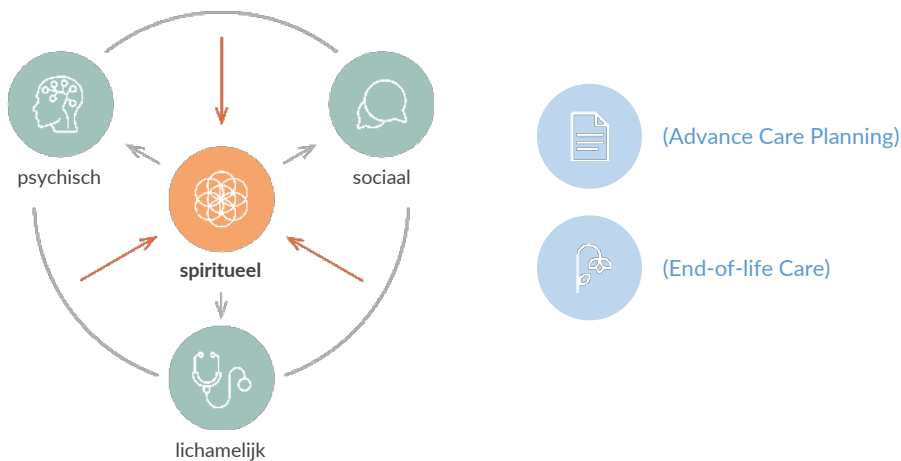 psychisch
sociaal
spiritueel
lichamelijk
(Advance Care Planning)
(End-of-life Care)